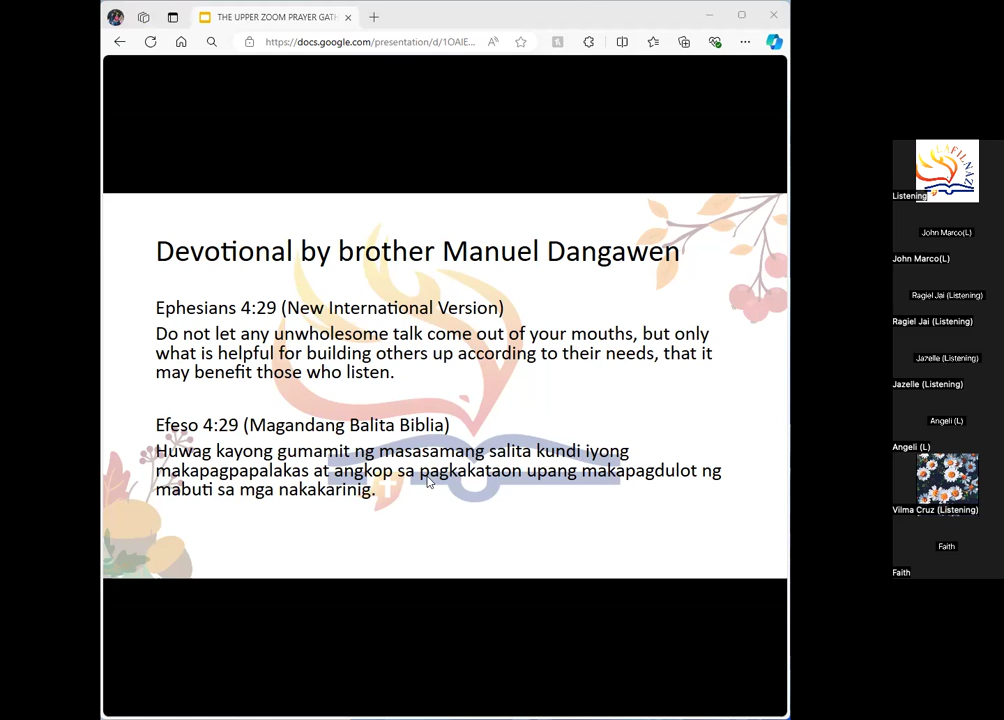 THE UPPER ZOOM PRAYER GATH
https://docs.google.com/presentation/d/1OAIE...
Devotional by brother Manuel Dangawen
Ephesians 4:29 (New International Version)
Do not let any unwholesome talk come out of your mouths, but only
what is helpful for building others up according to their needs, that it
may benefit those who listen.
Efeso 4:29 (Magandang Balita Biblia)
Huwag kayong gumamit ng masasamang salita kundi iyong
makapagpapalakas at angkop sa pagkakataon upang makapagdulot ng
mabuti sa mga nakakarinig.
Listening
John Marco(L)
John Marco(L)
Ragiel Jai (Listening)
Ragiel Jai (Listening)
Jazelle (Listening)
Jazelle (Listening)
Angeli (L)
Angeli (L)
Vilma Cruz (Listening)
Faith
Faith